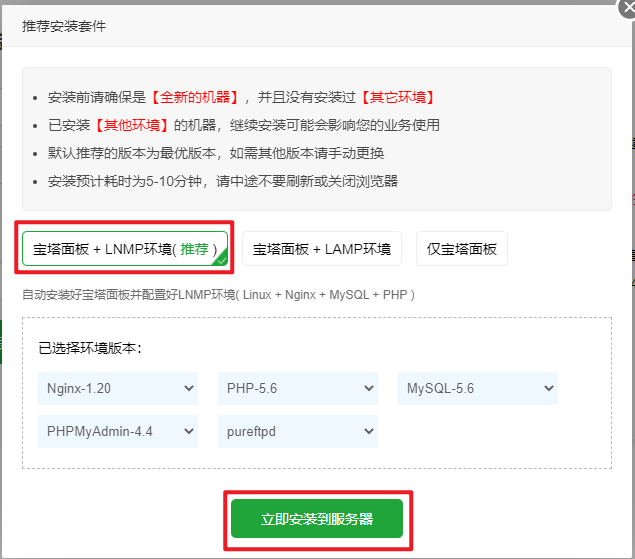 推荐安装套件
安装前请确保是【全新的机器】，并且没有安装过【其它环境】
已安装【其他环境】的机器，继续安装可能会影响您的业务使用
默认推荐的版本为最优版本，如需其他版本请手动更换
安装预计耗时为5-10分钟，请中途不要刷新或关闭浏览器
宝塔面板 + LNMP环境( 推荐 ) 宝塔面板 + LAMP环境 仅宝塔面板
自动安装好宝塔面板并配置好LNMP环境( Linux + Nginx + MySQL + PHP )
已选择环境版本：
Nginx-1.20 PHP-5.6 MySQL-5.6
PHPMyAdmin-4.4 pureftpd
立即安装到服务器